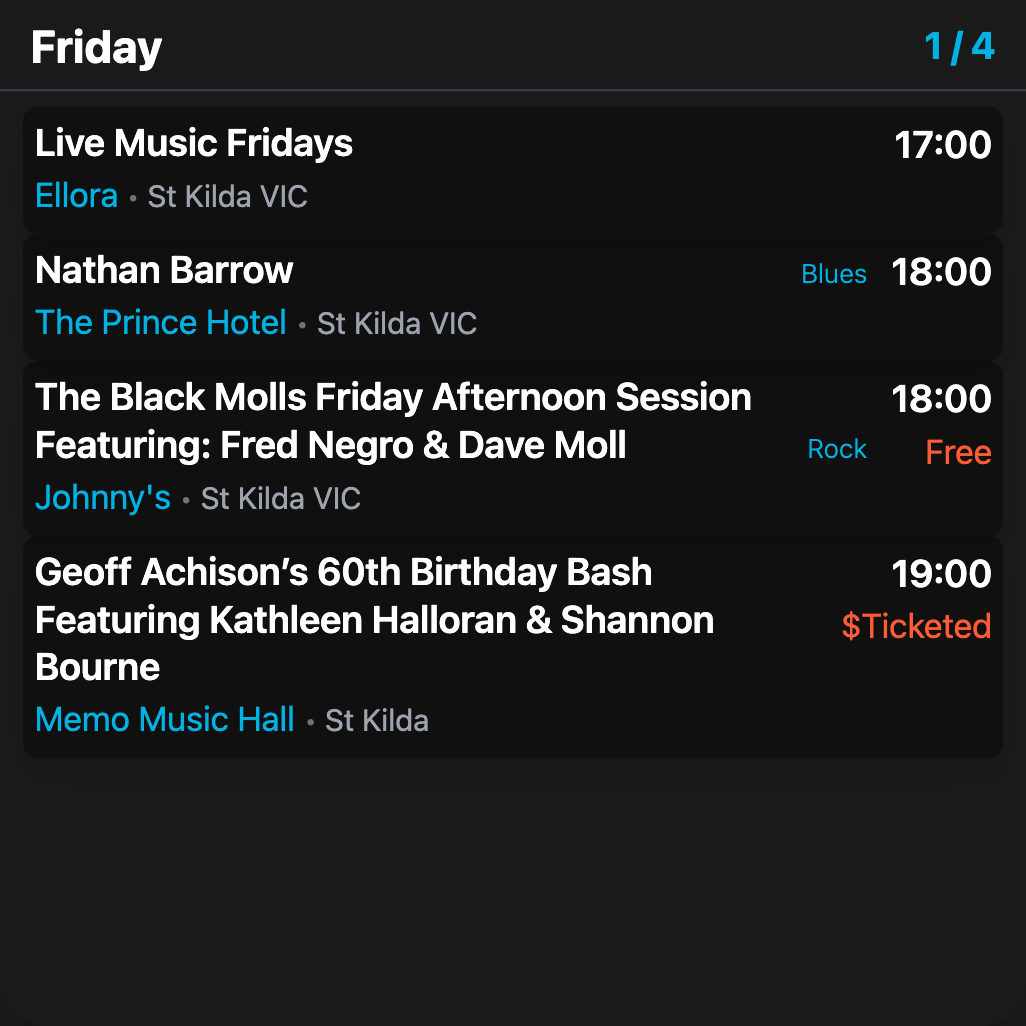 Friday 1 / 4
Live Music Fridays 17:00
Ellora • St Kilda VIC
Nathan Barrow Blues 18:00
The Prince Hotel • St Kilda VIC
The Black Molls Friday Afternoon Session 18:00
Featuring: Fred Negro & Dave Moll Rock Free
Johnny's • St Kilda VIC
Geoff Achison’s 60th Birthday Bash 19:00
Featuring Kathleen Halloran & Shannon $Ticketed
Bourne
Memo Music Hall • St Kilda